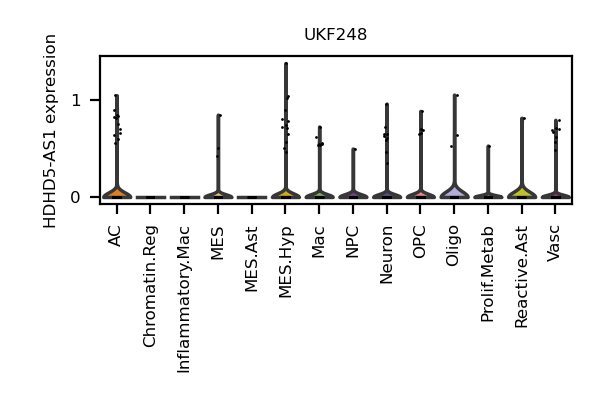 UKF248
HDHD5-AS1 expression
1
0
AC
Chromatin.Reg
Inflammatory.Mac
MES
MES.Ast
MES.Hyp
Mac
NPC
Neuron
OPC
Oligo
Prolif.Metab
Reactive.Ast
Vasc